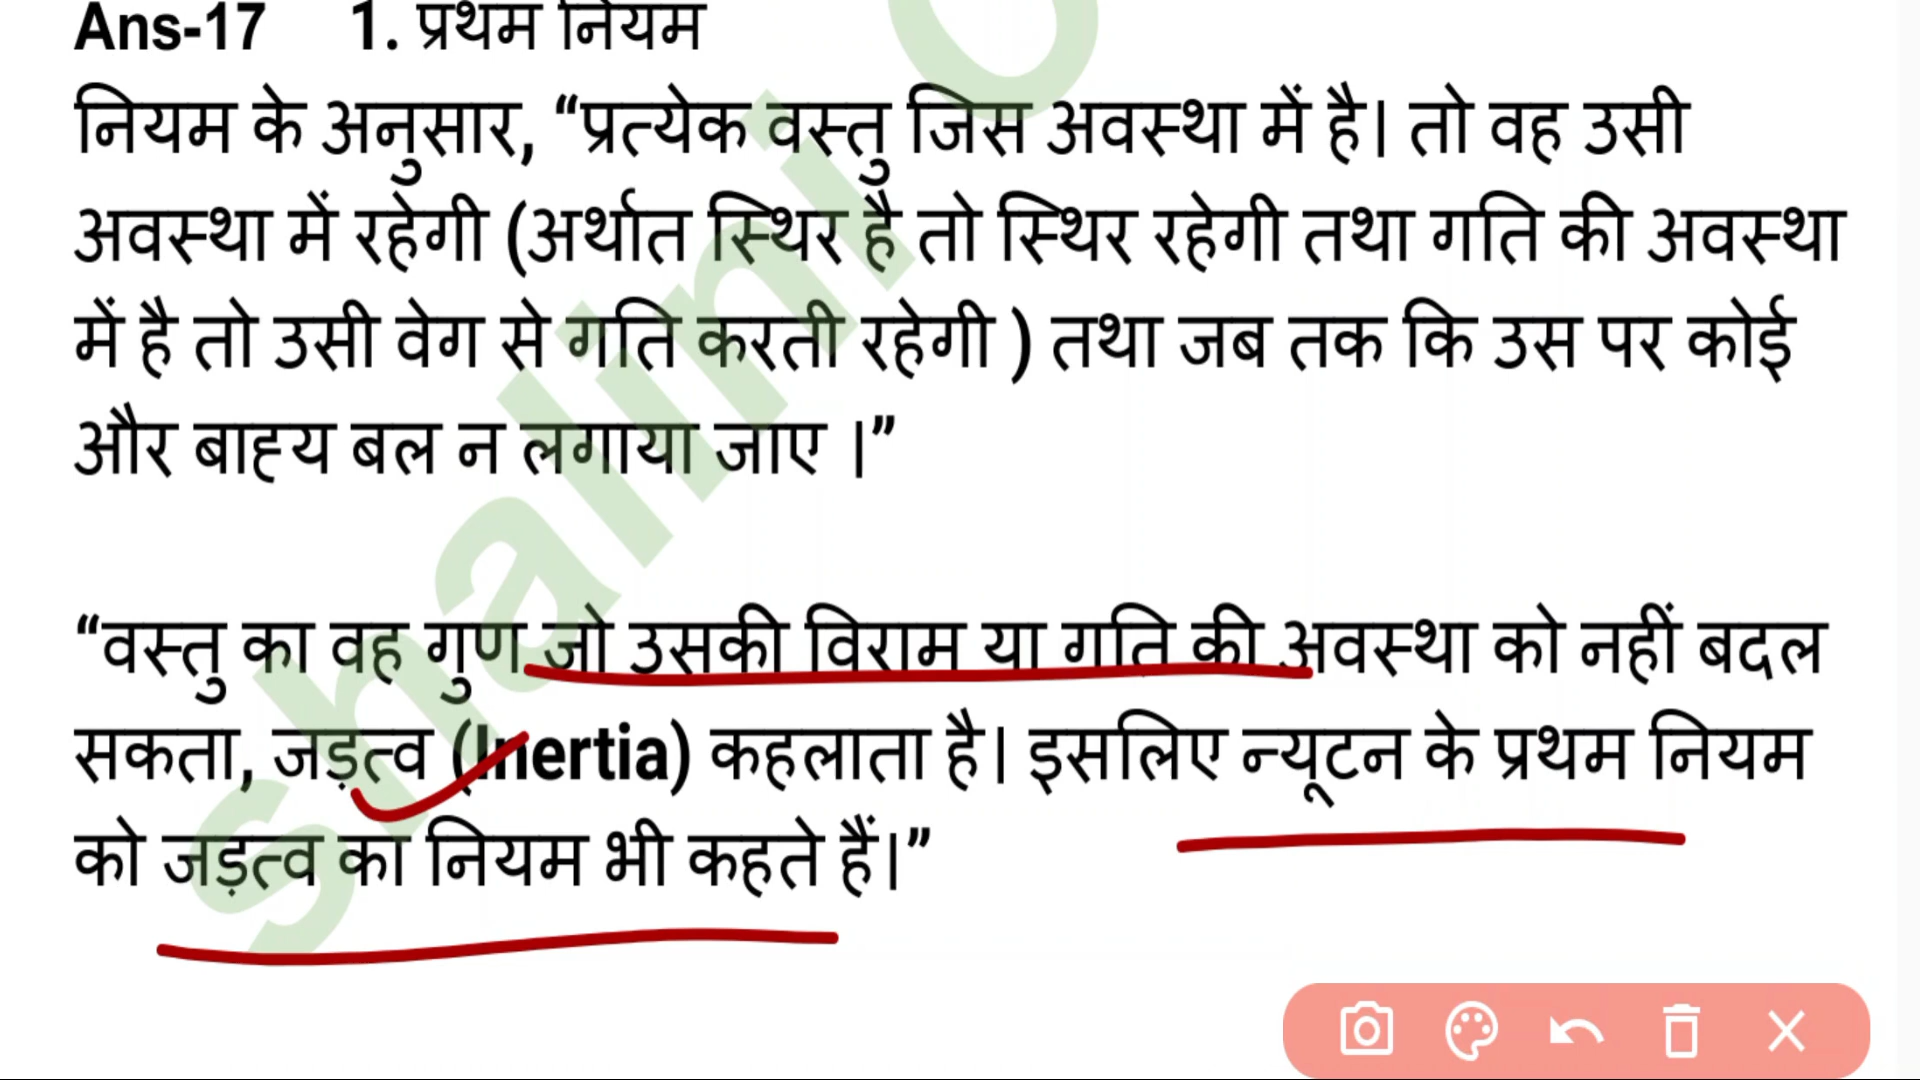 Ans-17 1. प्रथम नियम
नियम के अनुसार, “प्रत्येक वस्तु जिस अवस्था में है। तो वह उसी
अवस्था में रहेगी (अर्थात स्थिर है तो स्थिर रहेगी तथा गति की अवस्था
में है तो उसी वेग से गति करती रहेगी ) तथा जब तक कि उस पर कोई
और बाह्य बल न लगाया जाए ।”
“वस्तु का वह गुण जो उसकी विराम या गति की अवस्था को नहीं बदल
सकता, जड़त्व (Inertia) कहलाता है। इसलिए न्यूटन के प्रथम नियम
को जड़त्व का नियम भी कहते हैं।”
shalini